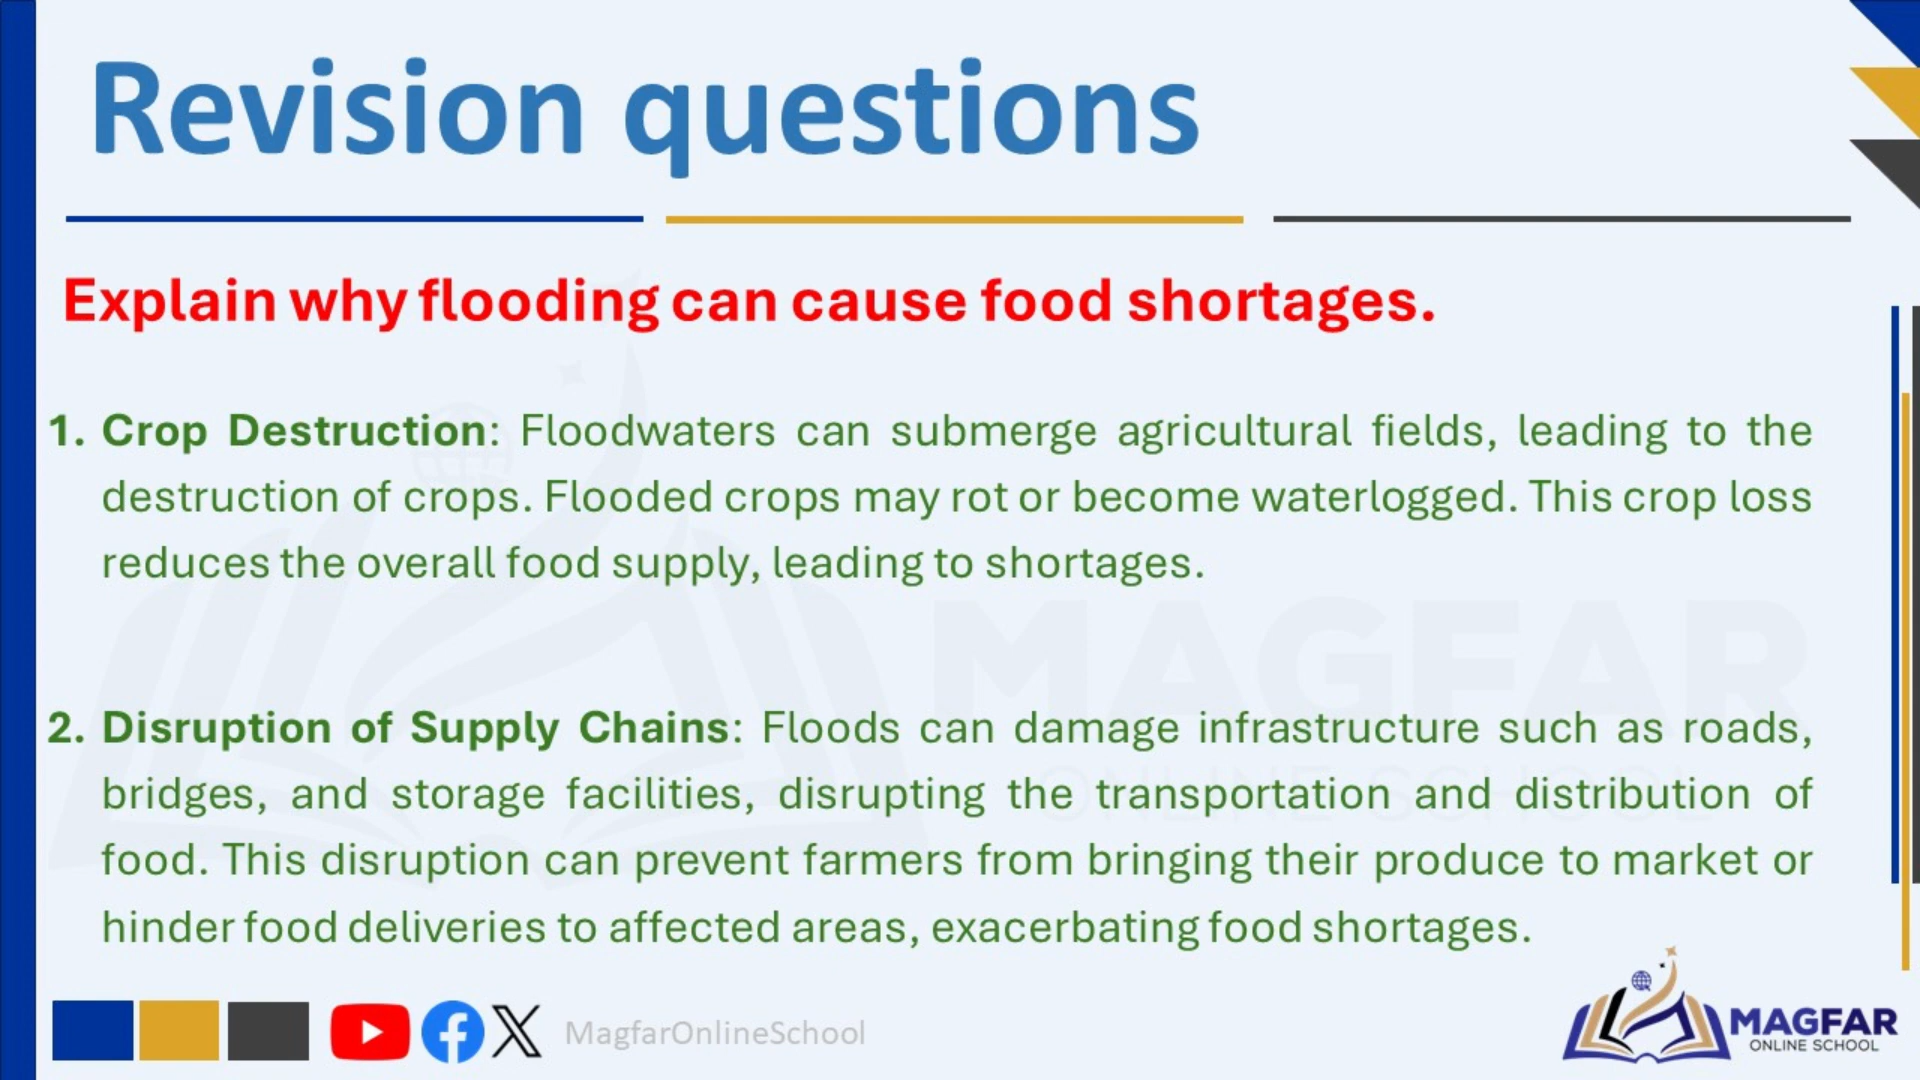 Revision questions
Explain why flooding can cause food shortages.
1. Crop Destruction: Floodwaters can submerge agricultural fields, leading to the
destruction of crops. Flooded crops may rot or become waterlogged. This crop loss
reduces the overall food supply, leading to shortages.
2. Disruption of Supply Chains: Floods can damage infrastructure such as roads,
bridges, and storage facilities, disrupting the transportation and distribution of
food. This disruption can prevent farmers from bringing their produce to market or
hinder food deliveries to affected areas, exacerbating food shortages.
MAGFAR
ONLINE SCHOOL
MagfarOnlineSchool
MAGFAR
ONLINE SCHOOL